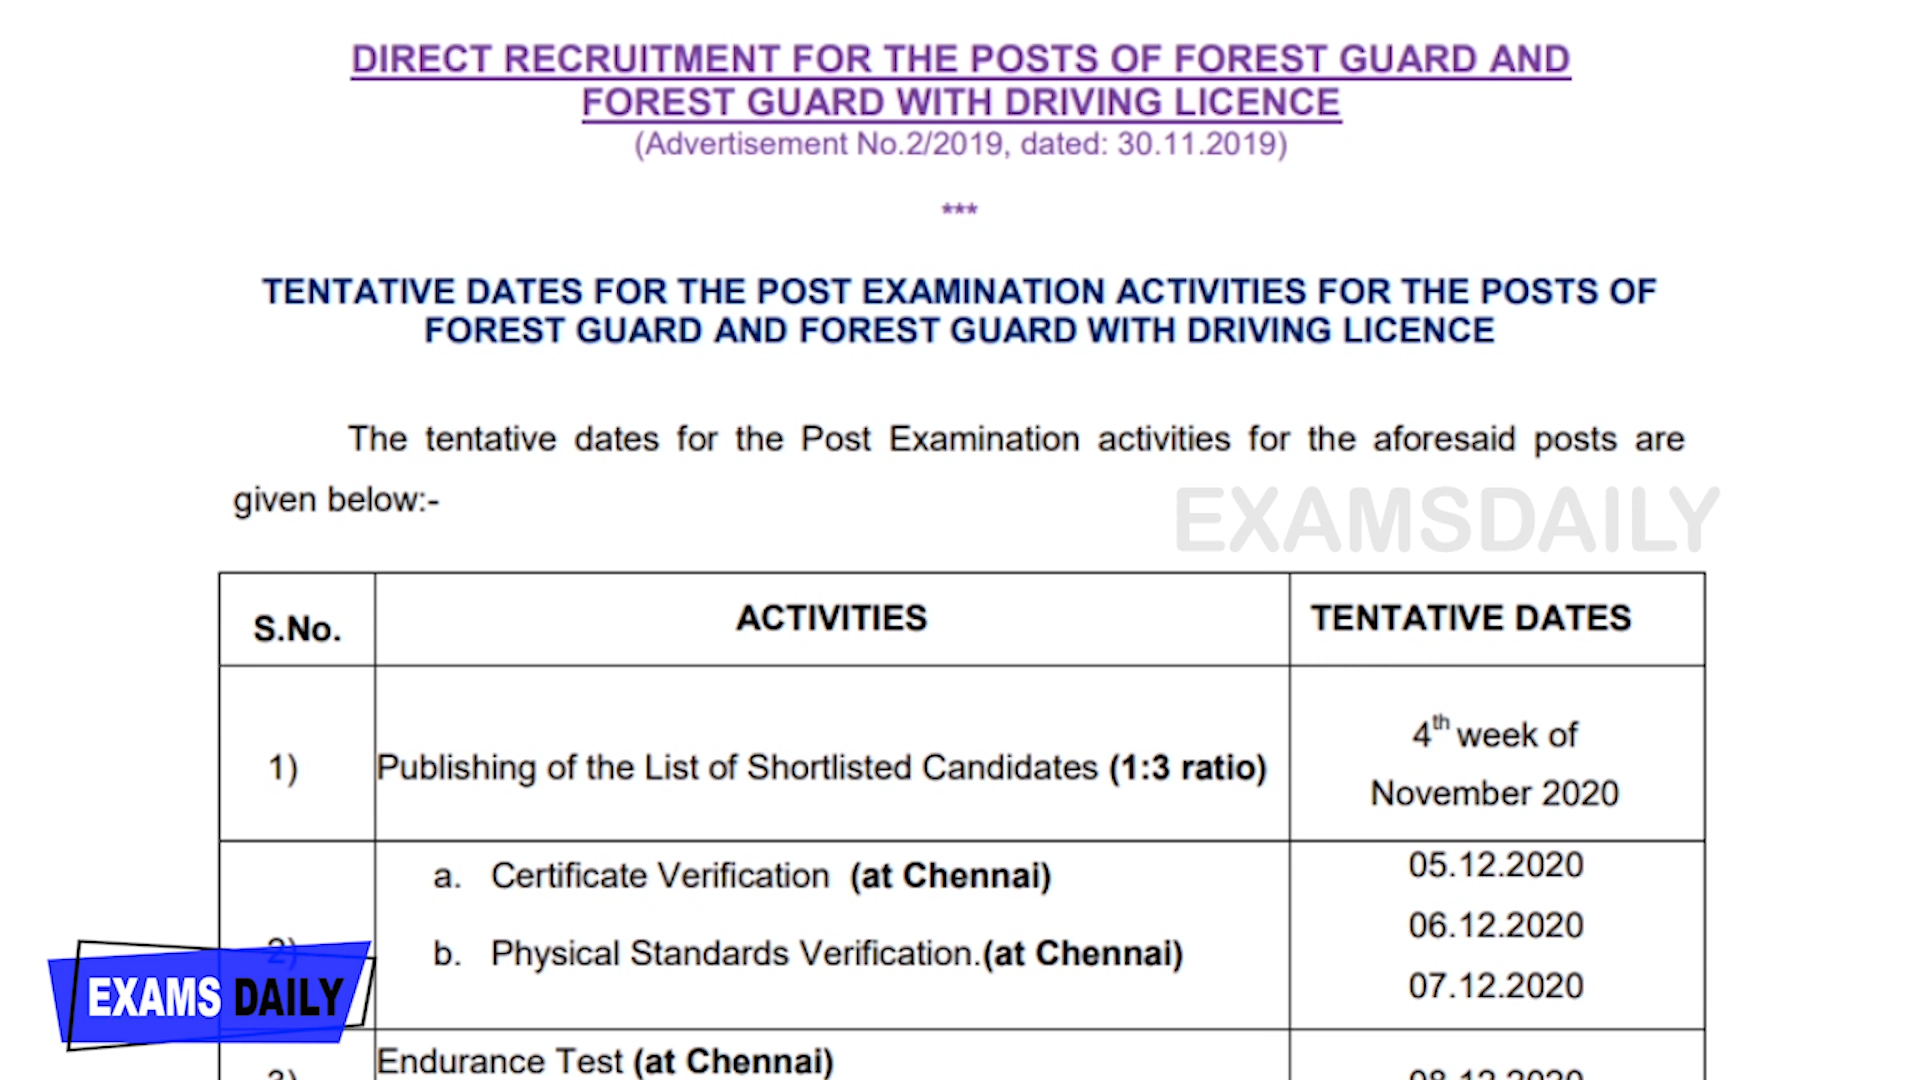 DIRECT RECRUITMENT FOR THE POSTS OF FOREST GUARD AND
FOREST GUARD WITH DRIVING LICENCE
(Advertisement No.2/2019, dated: 30.11.2019)
***
TENTATIVE DATES FOR THE POST EXAMINATION ACTIVITIES FOR THE POSTS OF
FOREST GUARD AND FOREST GUARD WITH DRIVING LICENCE
The tentative dates for the Post Examination activities for the aforesaid posts are
given below:-
EXAMSDAILY
S.No.
ACTIVITIES
TENTATIVE DATES
1)
Publishing of the List of Shortlisted Candidates (1:3 ratio)
4th week of
November 2020
2)
a. Certificate Verification (at Chennai)
b. Physical Standards Verification.(at Chennai)
05.12.2020
06.12.2020
07.12.2020
3)
Endurance Test (at Chennai)
08.12.2020
EXAMS DAILY